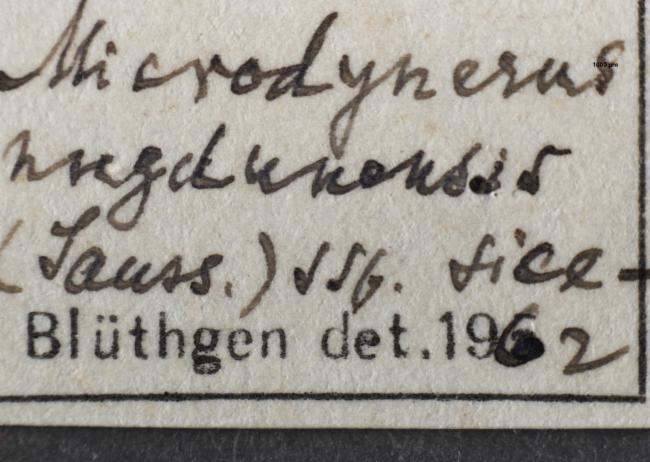 Microdynerus
nugdunensis
(Sauss.) ssp. sice-
Blüthgen det. 1962